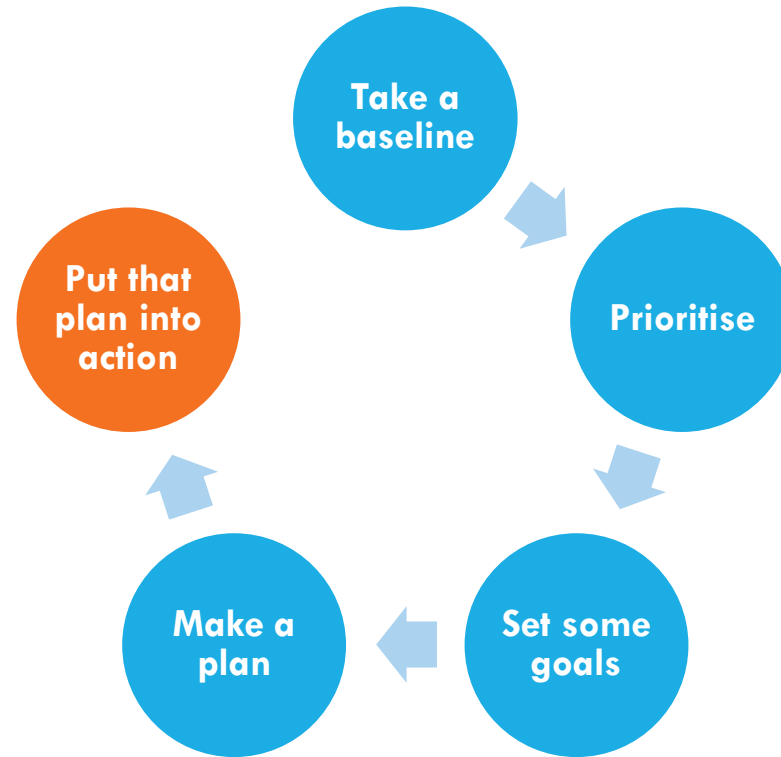 Take a
baseline
Prioritise
Set some
goals
Make a
plan
Put that
plan into
action